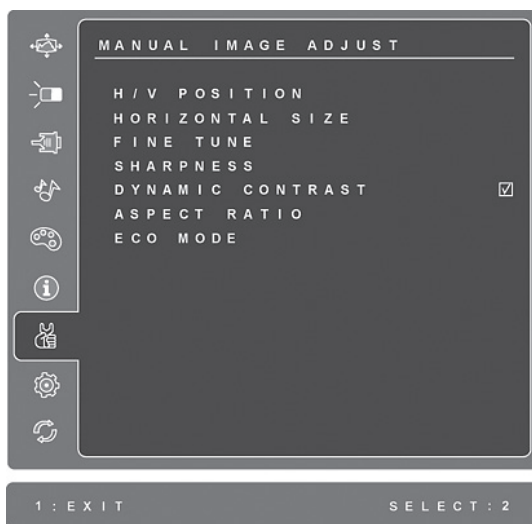 MANUAL IMAGE ADJUST
H/V POSITION
HORIZONTAL SIZE
FINE TUNE
SHARPNESS
DYNAMIC CONTRAST
ASPECT RATIO
ECO MODE
1:EXIT SELECT:2